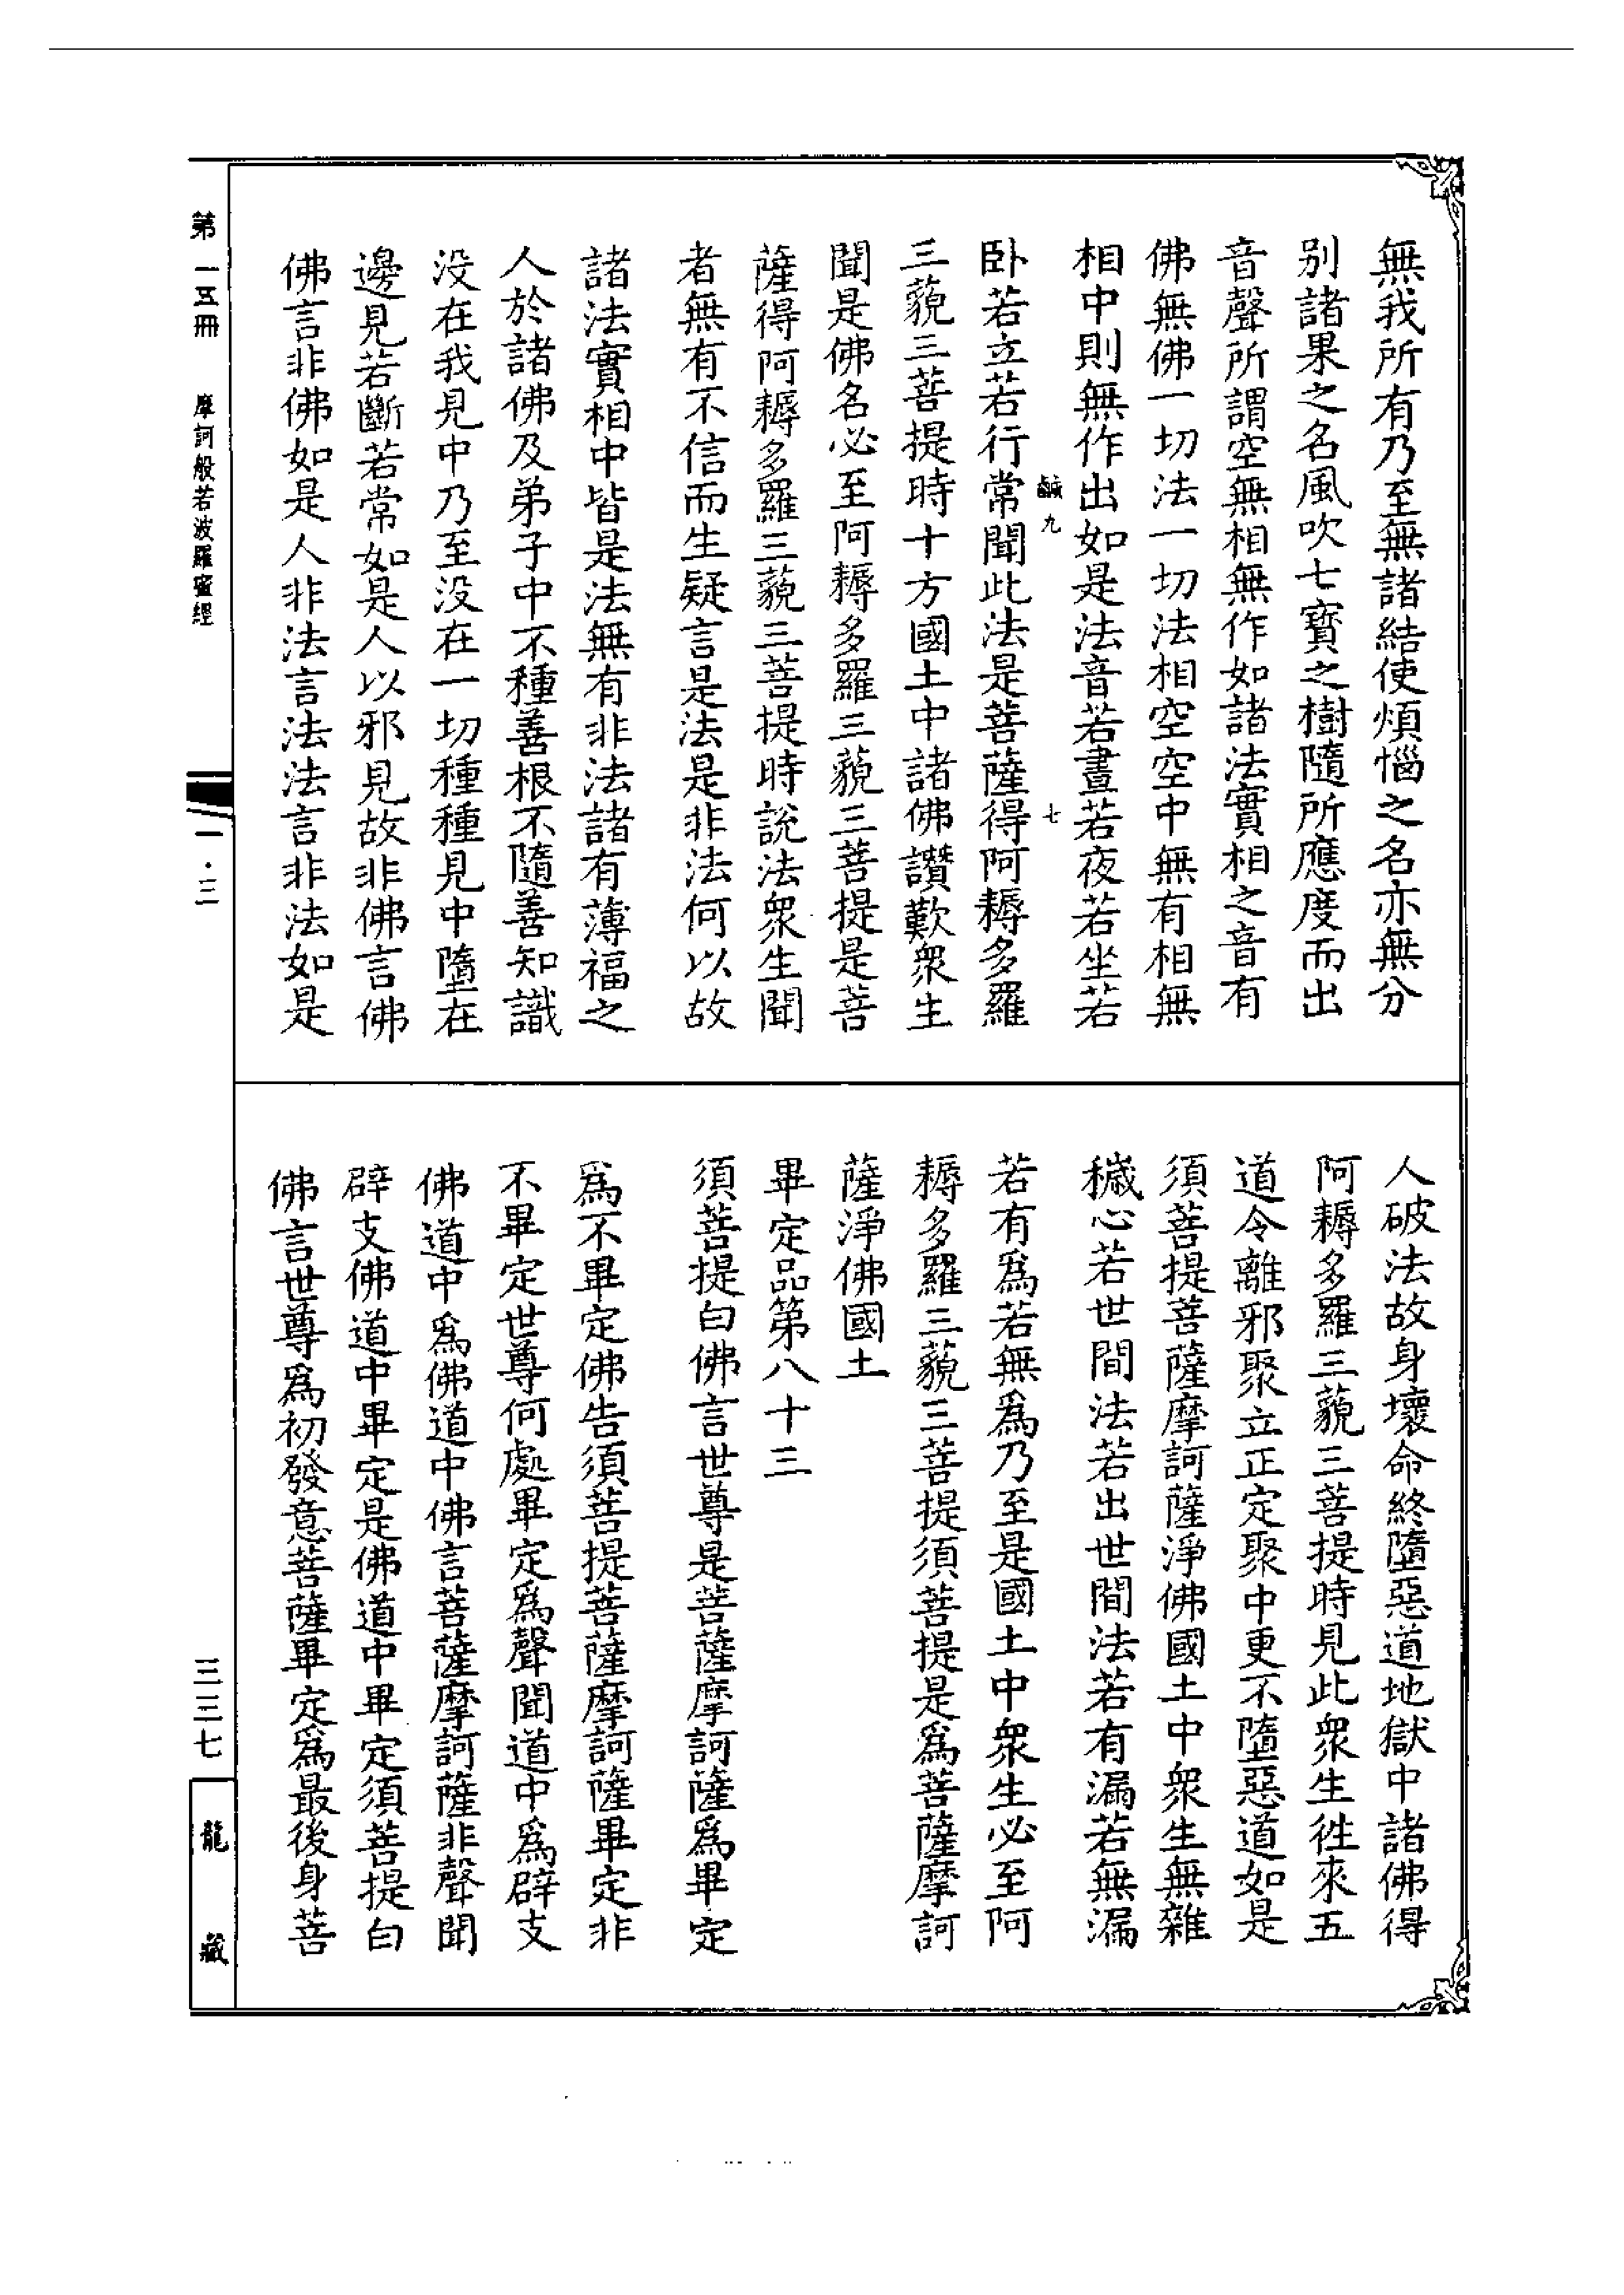 無我所有乃至無諸結使煩惱之名亦無分
别諸果之名風吹七寳之樹隨所應度而出
音聲所謂空無相無作如諸法實相之音有
佛無佛一切法一切法相空空中無有相無
相中則無作出如是法音若晝若夜若坐若
鹹九
七
卧若立若行常聞此法是菩薩得阿耨多羅
三藐三菩提時十方國土中諸佛讚歎衆生
聞是佛名必至阿耨多羅三藐三菩提是菩
薩得阿耨多羅三藐三菩提時説法衆生聞
者無有不信而生疑言是法是非法何以故
諸法實相中皆是法無有非法諸有薄福之
人於諸佛及弟子中不種善根不隨善知識
没在我見中乃至没在一切種種見中墮在
邊見若斷若常如是人以邪見故非佛言佛
佛言非佛如是人非法言法法言非法如是
人破法故身壞命終墮惡道地獄中諸佛得
阿耨多羅三藐三菩提時見此衆生徃來五
道令離邪聚立正定聚中更不墮惡道如是
須菩提菩薩摩訶薩淨佛國土中衆生無雜
穢心若世間法若出世間法若有漏若無漏
若有爲若無爲乃至是國土中衆生必至阿
耨多羅三藐三菩提須菩提是爲菩薩摩訶
薩淨佛國土
畢定品第八十三
須菩提白佛言世尊是菩薩摩訶薩爲畢定
爲不畢定佛告須菩提菩薩摩訶薩畢定非
不畢定世尊何處畢定爲聲聞道中爲辟支
佛道中爲佛道中佛言菩薩摩訶薩非聲聞
辟支佛道中畢定是佛道中畢定須菩提白
佛言世尊爲初發意菩薩畢定爲最後身菩
第一五冊 摩訶般若波羅蜜經
一·三
三三七
龍藏